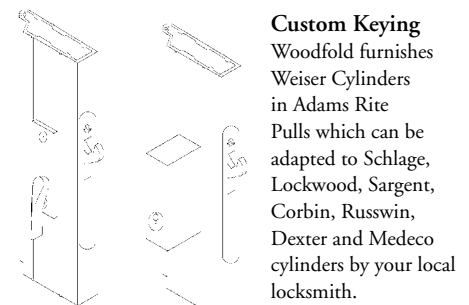 Custom Keying
Woodfold furnishes
Weiser Cylinders
in Adams Rite
Pulls which can be
adapted to Schlage,
Lockwood, Sargent,
Corbin, Russwin,
Dexter and Medeco
cylinders by your local
locksmith.